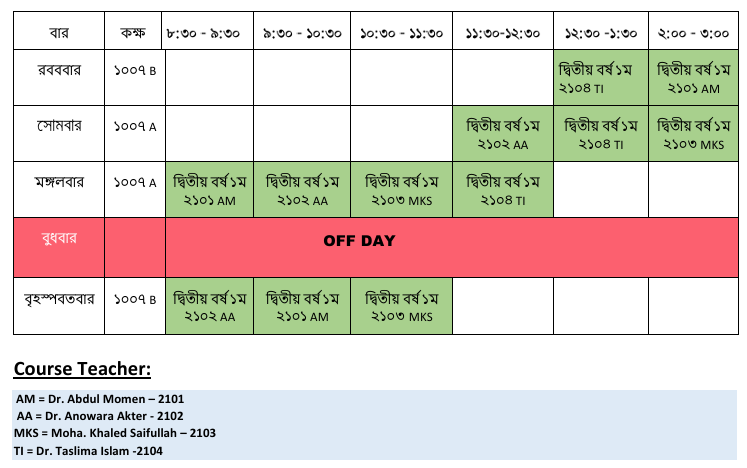 বার কক্ষ ৮:৩০ - ৯:৩০ ৯:৩০ - ১০:৩০ ১০:৩০ - ১১:৩০ ১১:৩০-১২:৩০ ১২:৩০ -১:৩০ ২:০০ - ৩:০০
রবববার ১০০৭ B দ্বিতীয় বর্ষ ১ম দ্বিতীয় বর্ষ ১ম
২১০৪ TI ২১০১ AM
সোমবার ১০০৭ A দ্বিতীয় বর্ষ ১ম দ্বিতীয় বর্ষ ১ম দ্বিতীয় বর্ষ ১ম
২১০২ AA ২১০৪ TI ২১০৩ MKS
মঙ্গলবার ১০০৭ A দ্বিতীয় বর্ষ ১ম দ্বিতীয় বর্ষ ১ম দ্বিতীয় বর্ষ ১ম দ্বিতীয় বর্ষ ১ম
২১০১ AM ২১০২ AA ২১০৩ MKS ২১০৪ TI
বুধবার OFF DAY
বৃহস্পবতবার ১০০৭ B দ্বিতীয় বর্ষ ১ম দ্বিতীয় বর্ষ ১ম দ্বিতীয় বর্ষ ১ম
২১০২ AA ২১০১ AM ২১০৩ MKS
Course Teacher:
AM = Dr. Abdul Momen – 2101
AA = Dr. Anowara Akter - 2102
MKS = Moha. Khaled Saifullah – 2103
TI = Dr. Taslima Islam -2104